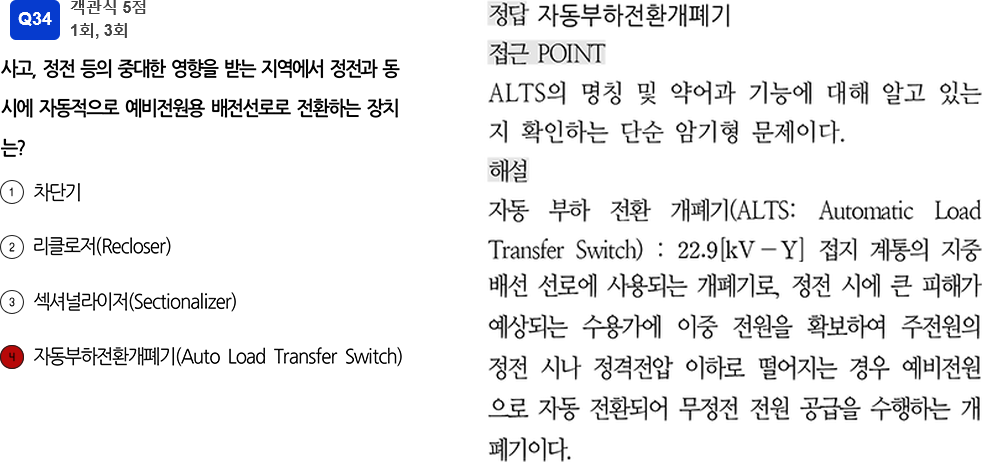 Q34
객관식 5점
1회, 3회
사고, 정전 등의 중대한 영향을 받는 지역에서 정전과 동
시에 자동적으로 예비전원용 배전선로로 전환하는 장치
는?
① 차단기
② 리클로저(Recloser)
③ 섹셔널라이저(Sectionalizer)
④ 자동부하전환개폐기(Auto Load Transfer Switch)
정답 자동부하전환개폐기
접근 POINT
ALTS의 명칭 및 약어과 기능에 대해 알고 있는
지 확인하는 단순 암기형 문제이다.
해설
자동 부하 전환 개폐기(ALTS: Automatic Load
Transfer Switch) : 22.9[kV－Y] 접지 계통의 지중
배선 선로에 사용되는 개폐기로, 정전 시에 큰 피해가
예상되는 수용가에 이중 전원을 확보하여 주전원의
정전 시나 정격전압 이하로 떨어지는 경우 예비전원
으로 자동 전환되어 무정전 전원 공급을 수행하는 개
폐기이다.